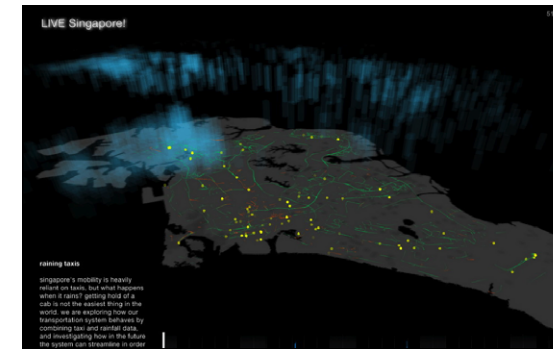 LIVE Singapore!
raining taxis
singapore's mobility is heavily
reliant on taxis, but what happens
when it rains? getting hold of a
cab is not the easiest thing in the
world. we are exploring how our
transportation system behaves by
combining taxi and rainfall data,
and investigating how in the future
the system can streamline in order